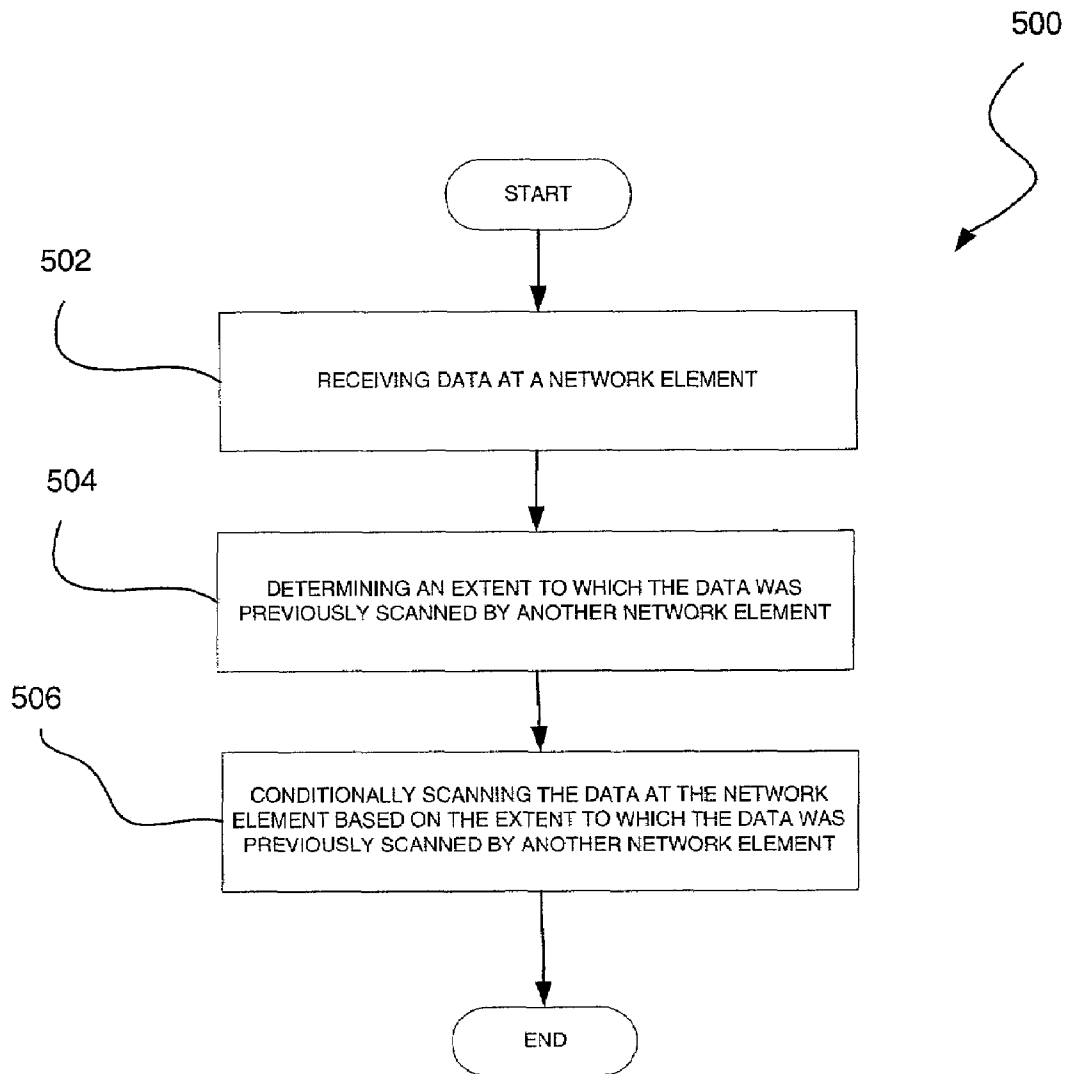 500
START
502
RECEIVING DATA AT A NETWORK ELEMENT
504
DETERMINING AN EXTENT TO WHICH THE DATA WAS
PREVIOUSLY SCANNED BY ANOTHER NETWORK ELEMENT
506
CONDITIONALLY SCANNING THE DATA AT THE NETWORK
ELEMENT BASED ON THE EXTENT TO WHICH THE DATA WAS
PREVIOUSLY SCANNED BY ANOTHER NETWORK ELEMENT
END